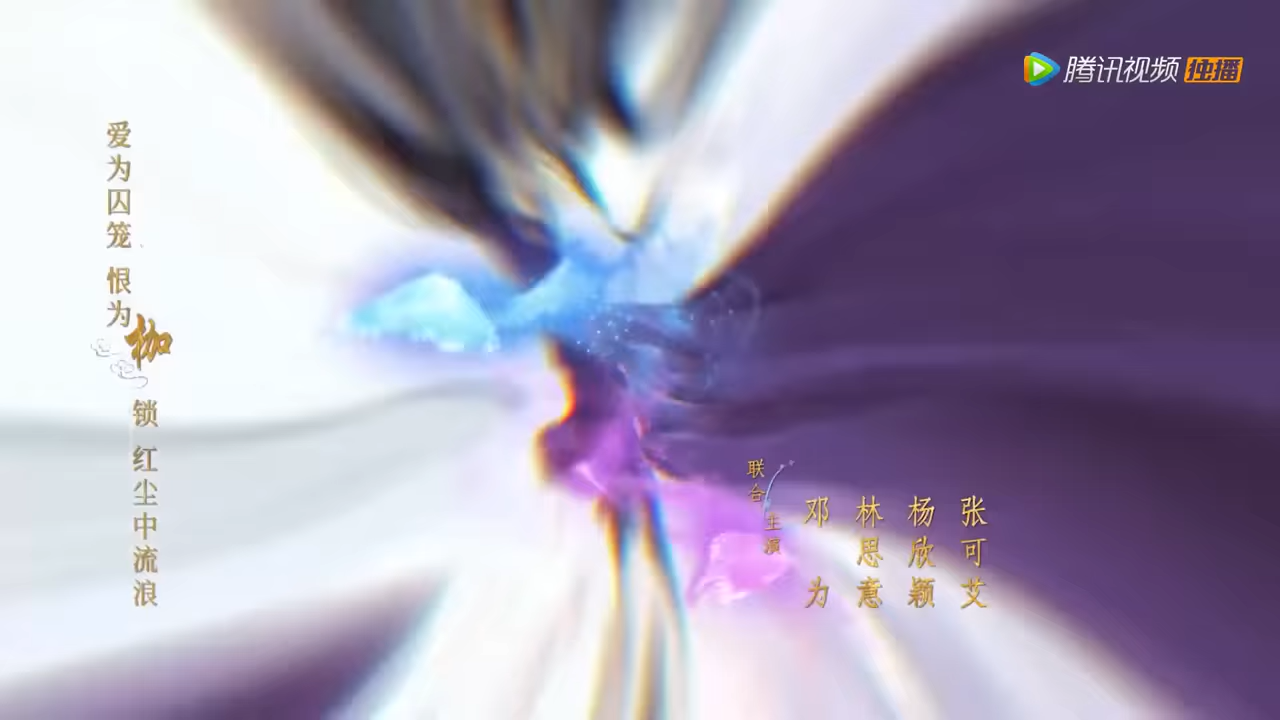 腾讯视频 独播
爱为囚笼 恨为枷锁 红尘中流浪
联合主演
张可艾
杨欣颖
林思意
邓为